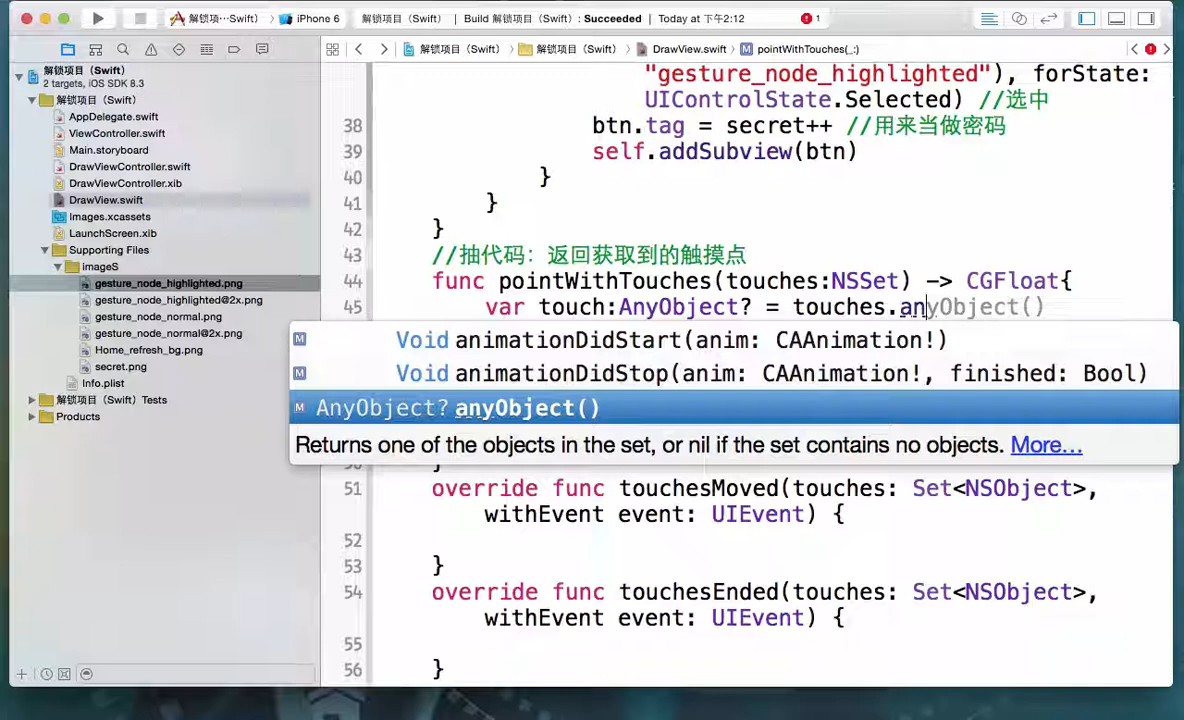 解锁项⋯Swift)
iPhone 6
解锁项目（Swift）
Build 解锁项目（Swift）: Succeeded
Today at 下午2:12
1
解锁项目（Swift）
解锁项目（Swift）
DrawView.swift
M pointWithTouches(_:)
解锁项目（Swift）
2 targets, iOS SDK 8.3
解锁项目（Swift）
AppDelegate.swift
ViewController.swift
Main.storyboard
DrawViewController.swift
DrawViewController.xib
DrawView.swift
Images.xcassets
LaunchScreen.xib
Supporting Files
imageS
gesture_node_highlighted.png
gesture_node_highlighted@2x.png
gesture_node_normal.png
gesture_node_normal@2x.png
Home_refresh_bg.png
secret.png
Info.plist
解锁项目（Swift）Tests
Products
"gesture_node_highlighted"), forState:
UIControlState.Selected) //选中
38 btn.tag = secret++ //用来当做密码
39 self.addSubview(btn)
40 }
41 }
42 }
43 //抽代码：返回获取到的触摸点
44 func pointWithTouches(touches:NSSet) -> CGFloat{
45 var touch:AnyObject? = touches.anyObject()
M Void animationDidStart(anim: CAAnimation!)
M Void animationDidStop(anim: CAAnimation!, finished: Bool)
M AnyObject? anyObject()
Returns one of the objects in the set, or nil if the set contains no objects. More…
51 override func touchesMoved(touches: Set<NSObject>,
withEvent event: UIEvent) {
52
53 }
54 override func touchesEnded(touches: Set<NSObject>,
withEvent event: UIEvent) {
55
56 }